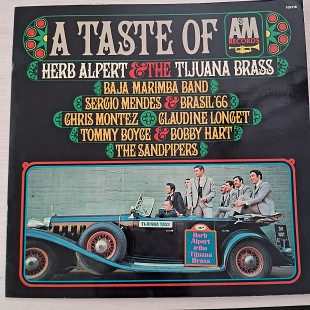 A TASTE OF
A&M
RECORDS
HERB ALPERT & THE TIJUANA BRASS
BAJA MARIMBA BAND
SERGIO MENDES & BRASIL '66
CHRIS MONTEZ CLAUDINE LONGET
TOMMY BOYCE & BOBBY HART
THE SANDPIPERS
TIJUANA TAXI
Herb
Alpert
& the
Tijuana
Brass